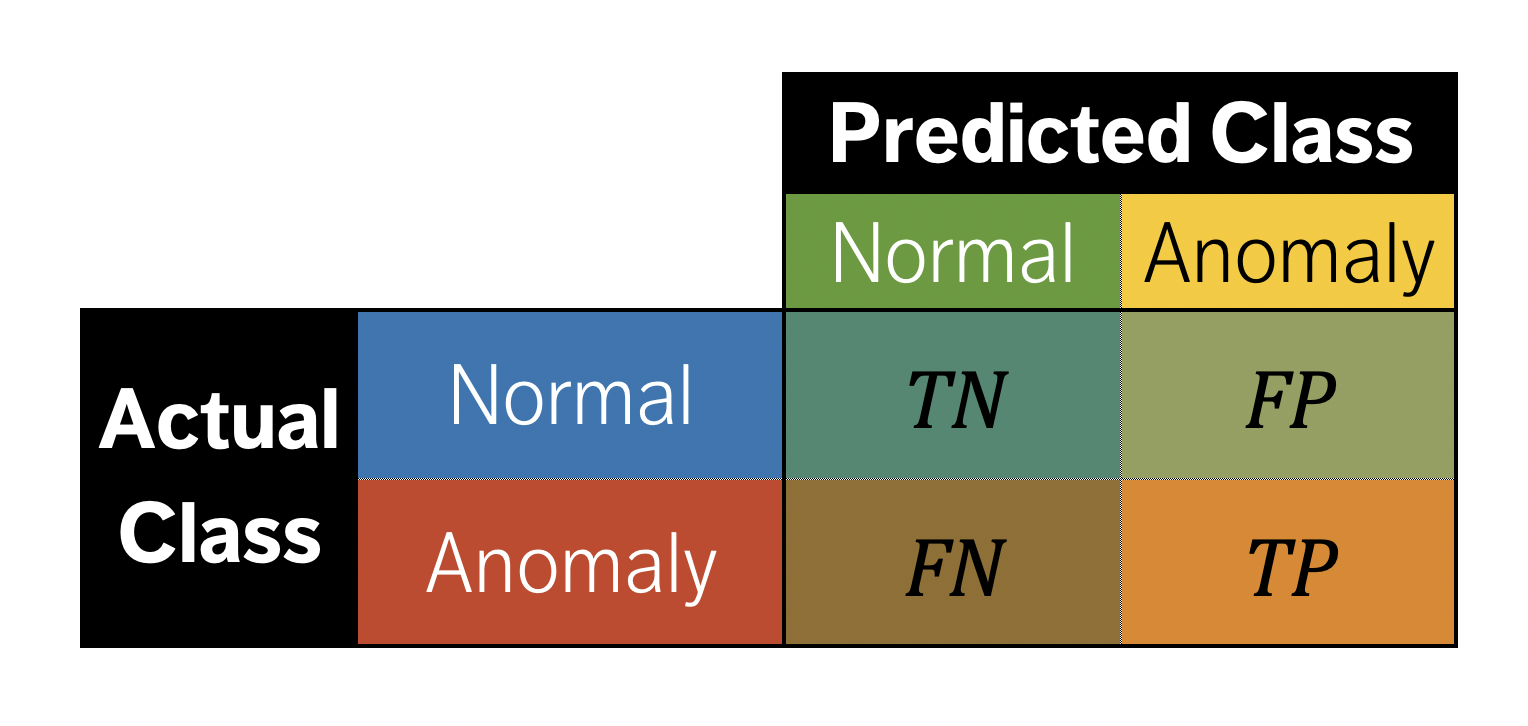 Predicted Class
Normal Anomaly
Actual
Class
Normal TN FP
Anomaly FN TP